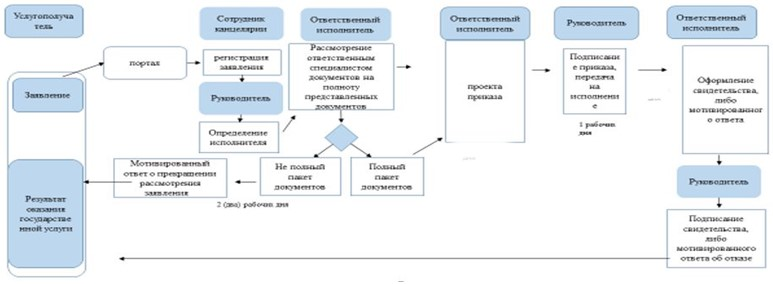 Услугополуча
тель
Заявление
Результат
оказания
государстве
нной услуги
портал
Сотрудник
канцелярии
регистрация
заявления
Руководитель
Определение
исполнителя
Ответственный
исполнитель
Рассмотрение
ответственным
специалистом
документов на
полноту
представленных
документов
Не полный
пакет
документов
Полный
пакет
документов
Мотивированный
ответ о прекращении
рассмотрения
заявления
2 (два) рабочих дня
Ответственный
исполнитель
проекта
приказа
Руководитель
Подписани
е приказа,
передача
на
исполнени
е
1 рабочих
дня
Ответственный
исполнитель
Оформление
свидетельства,
либо
мотивированног
о ответа
Руководитель
Подписание
свидетельства,
либо
мотивированного
ответа об отказе